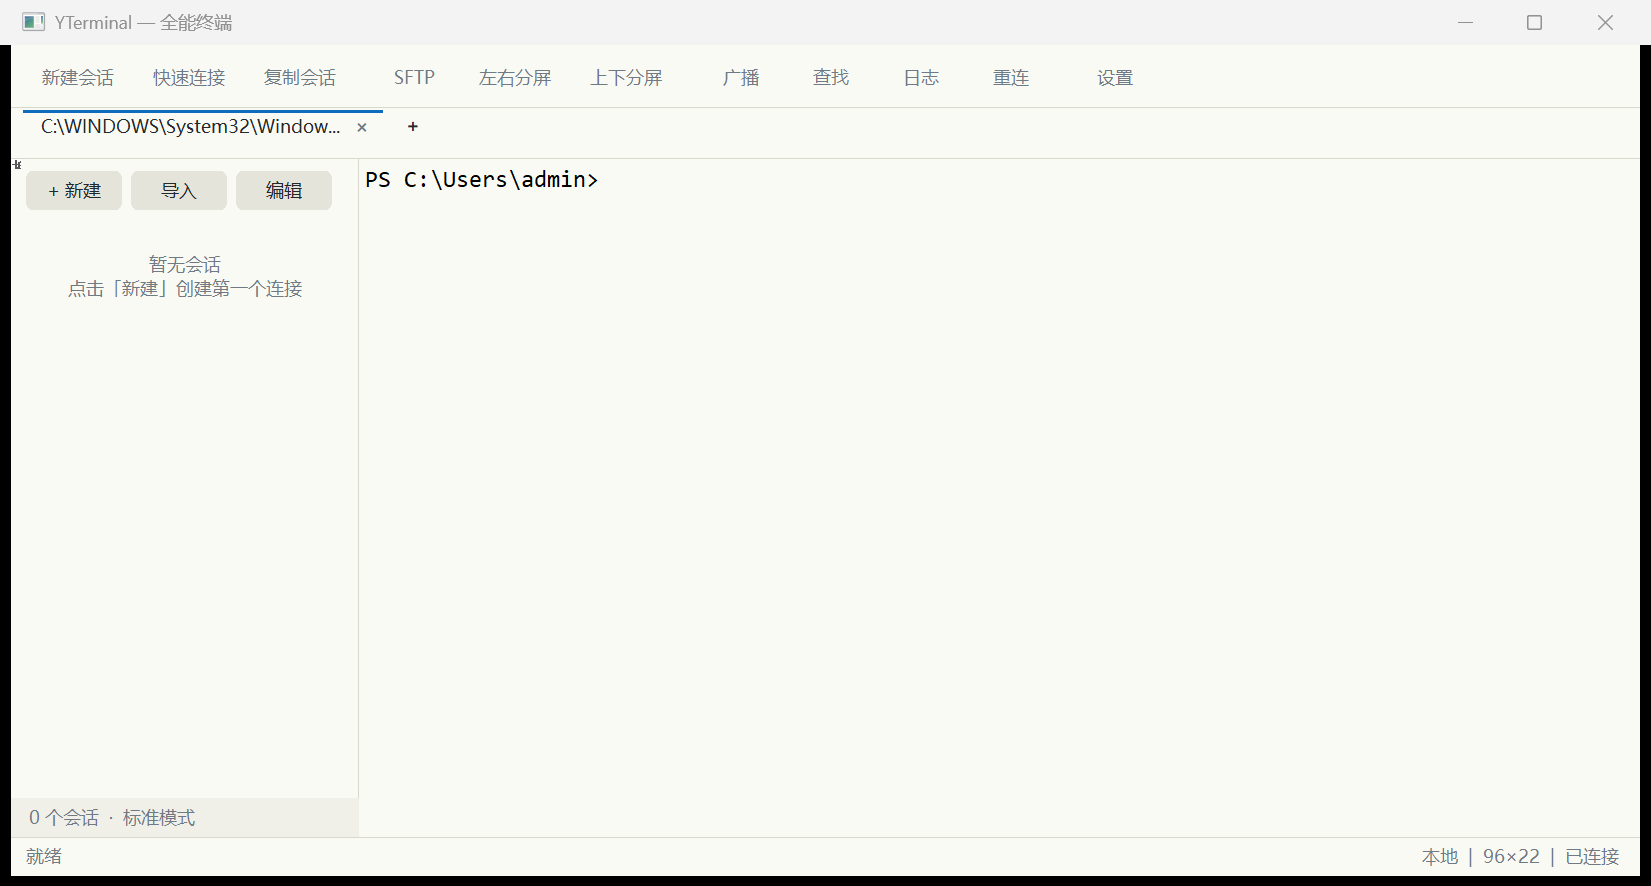 YTerminal — 全能终端
新建会话 快速连接 复制会话 SFTP 左右分屏 上下分屏 广播 查找 日志 重连 设置
C:\WINDOWS\System32\Window... × +
+ 新建 导入 编辑
暂无会话
点击「新建」创建第一个连接
PS C:\Users\admin>
0 个会话 · 标准模式
就绪 本地 | 96×22 | 已连接